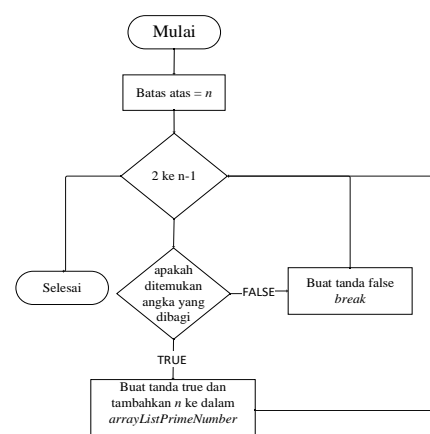 Mulai
Batas atas = n
2 ke n-1
Selesai
apakah
ditemukan
angka yang
dibagi
FALSE
Buat tanda false
break
TRUE
Buat tanda true dan
tambahkan n ke dalam
arrayListPrimeNumber